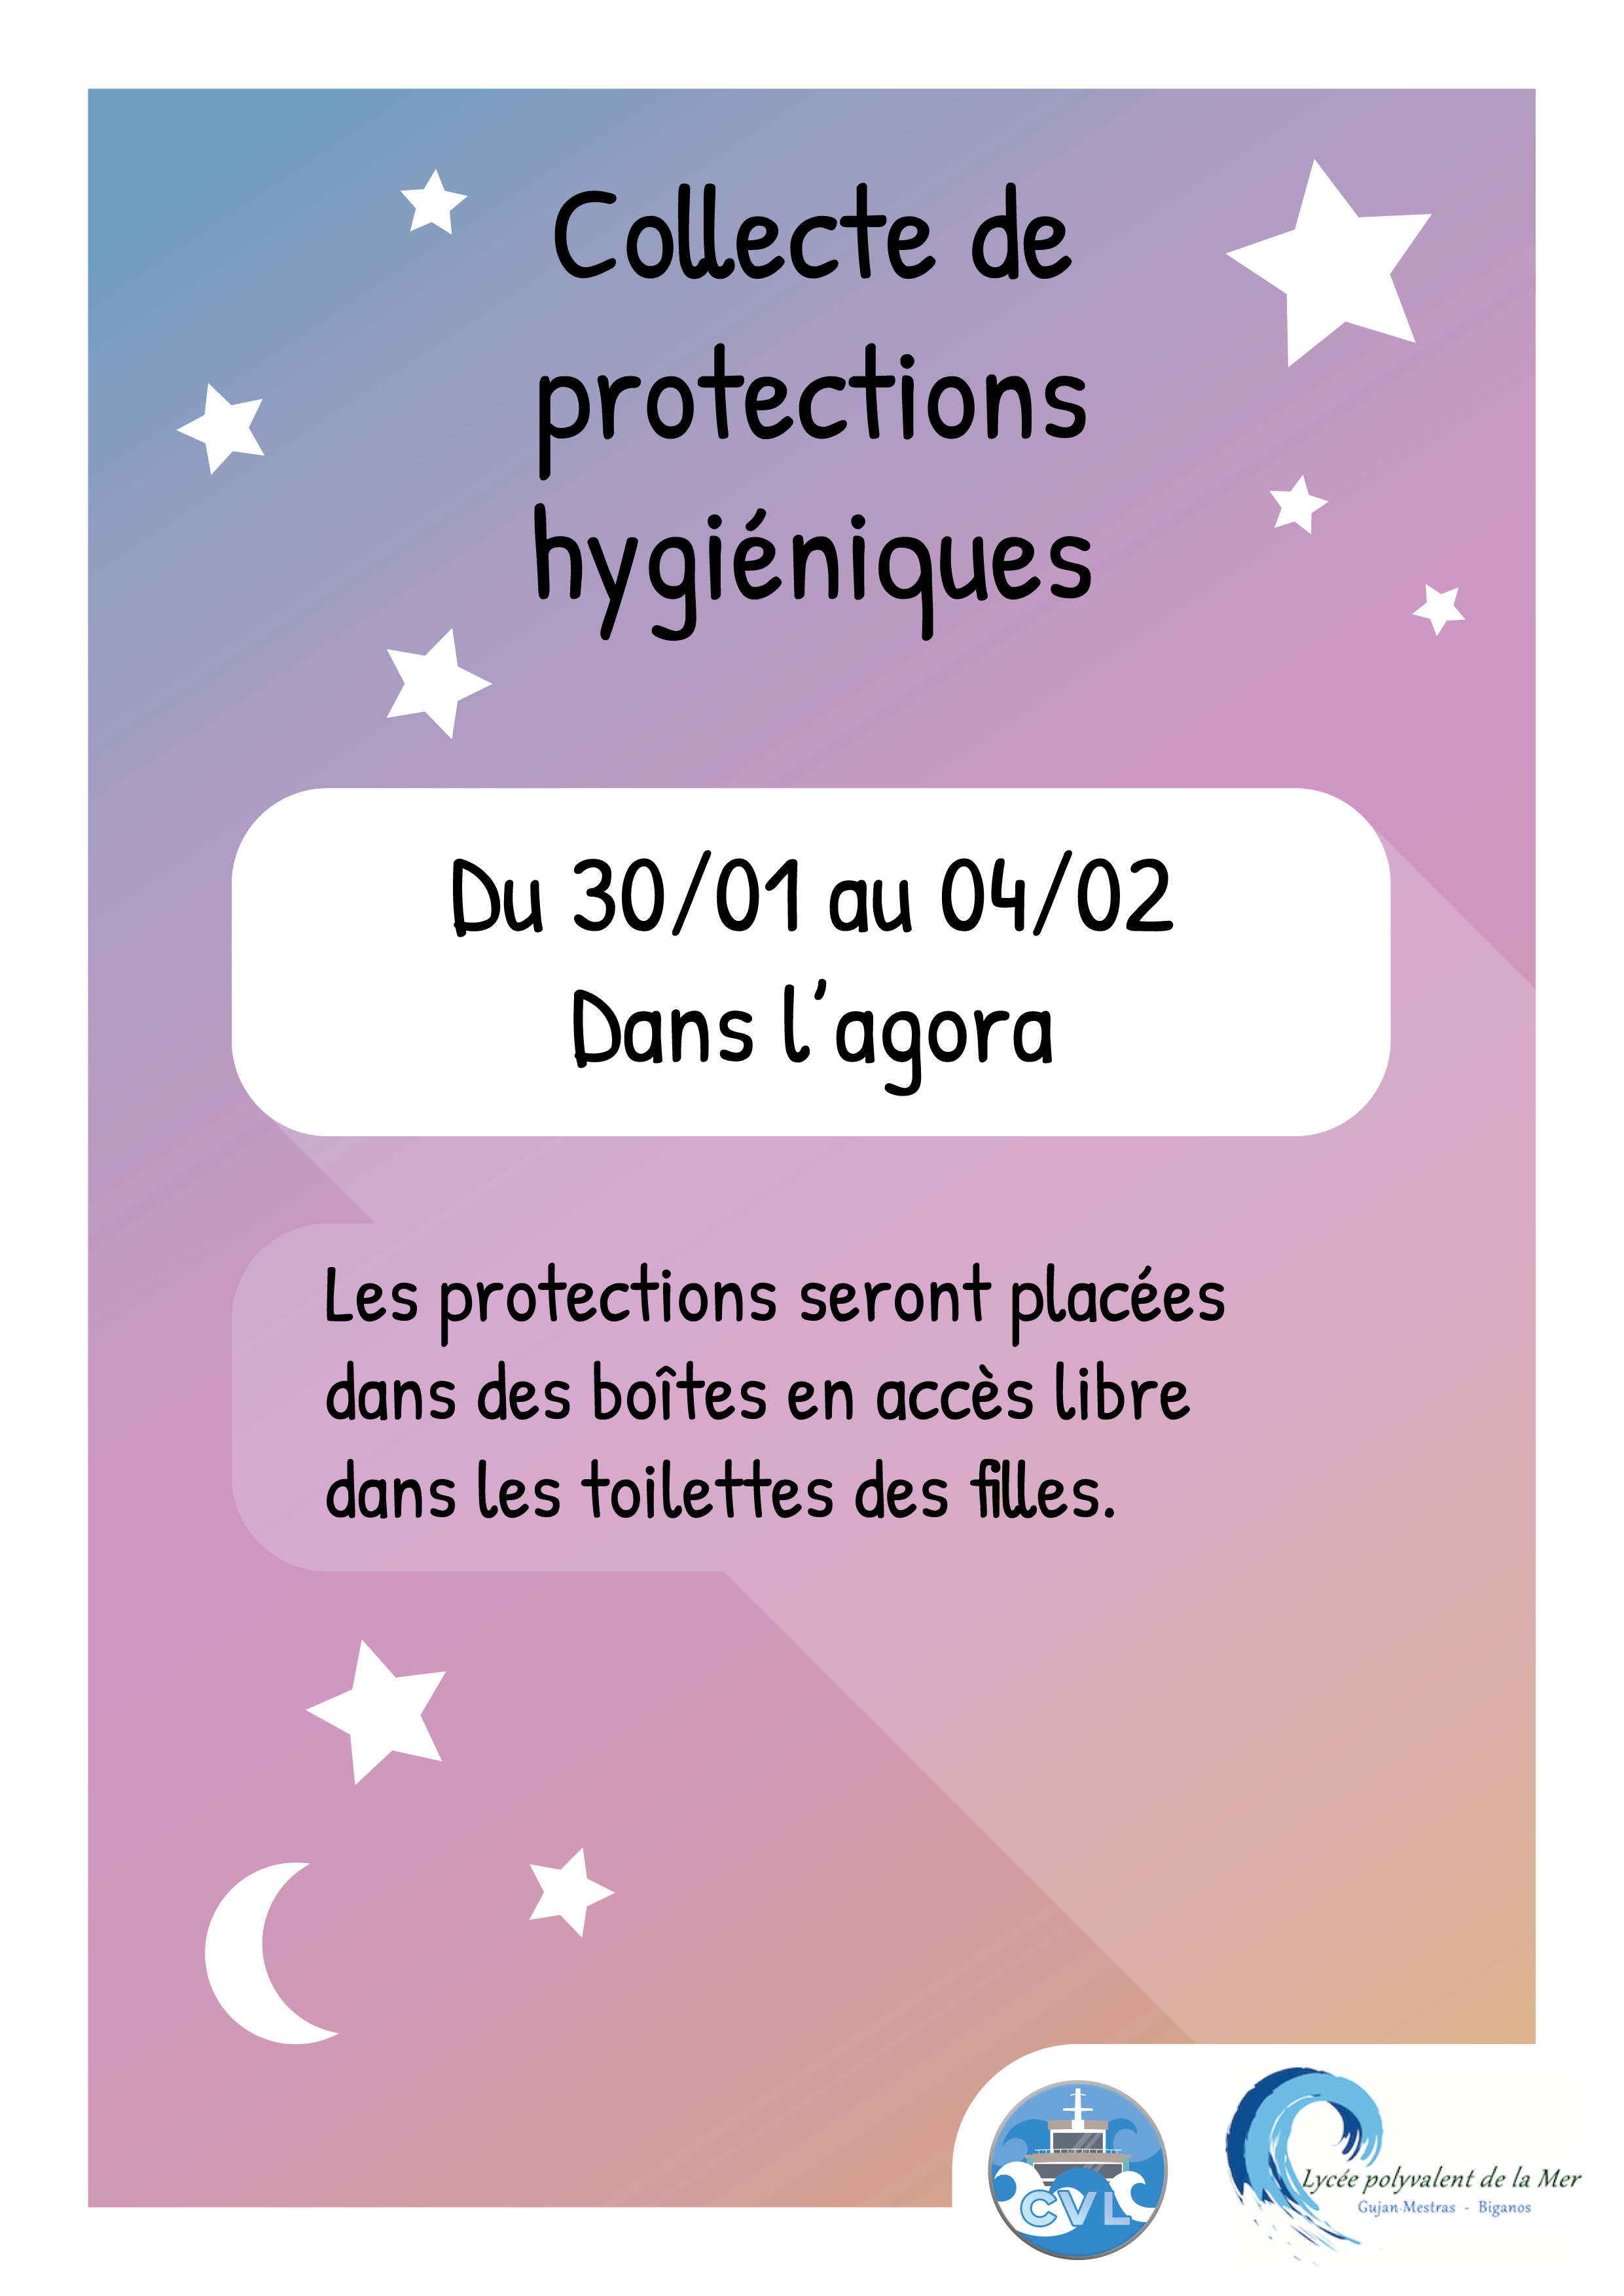 Collecte de
protections
hygiéniques
Du 30/01 au 04/02
Dans l'agora
Les protections seront placées
dans des boîtes en accès libre
dans les toilettes des filles.
CVL
Lycée polyvalent de la Mer
Gujan-Mestras - Biganos